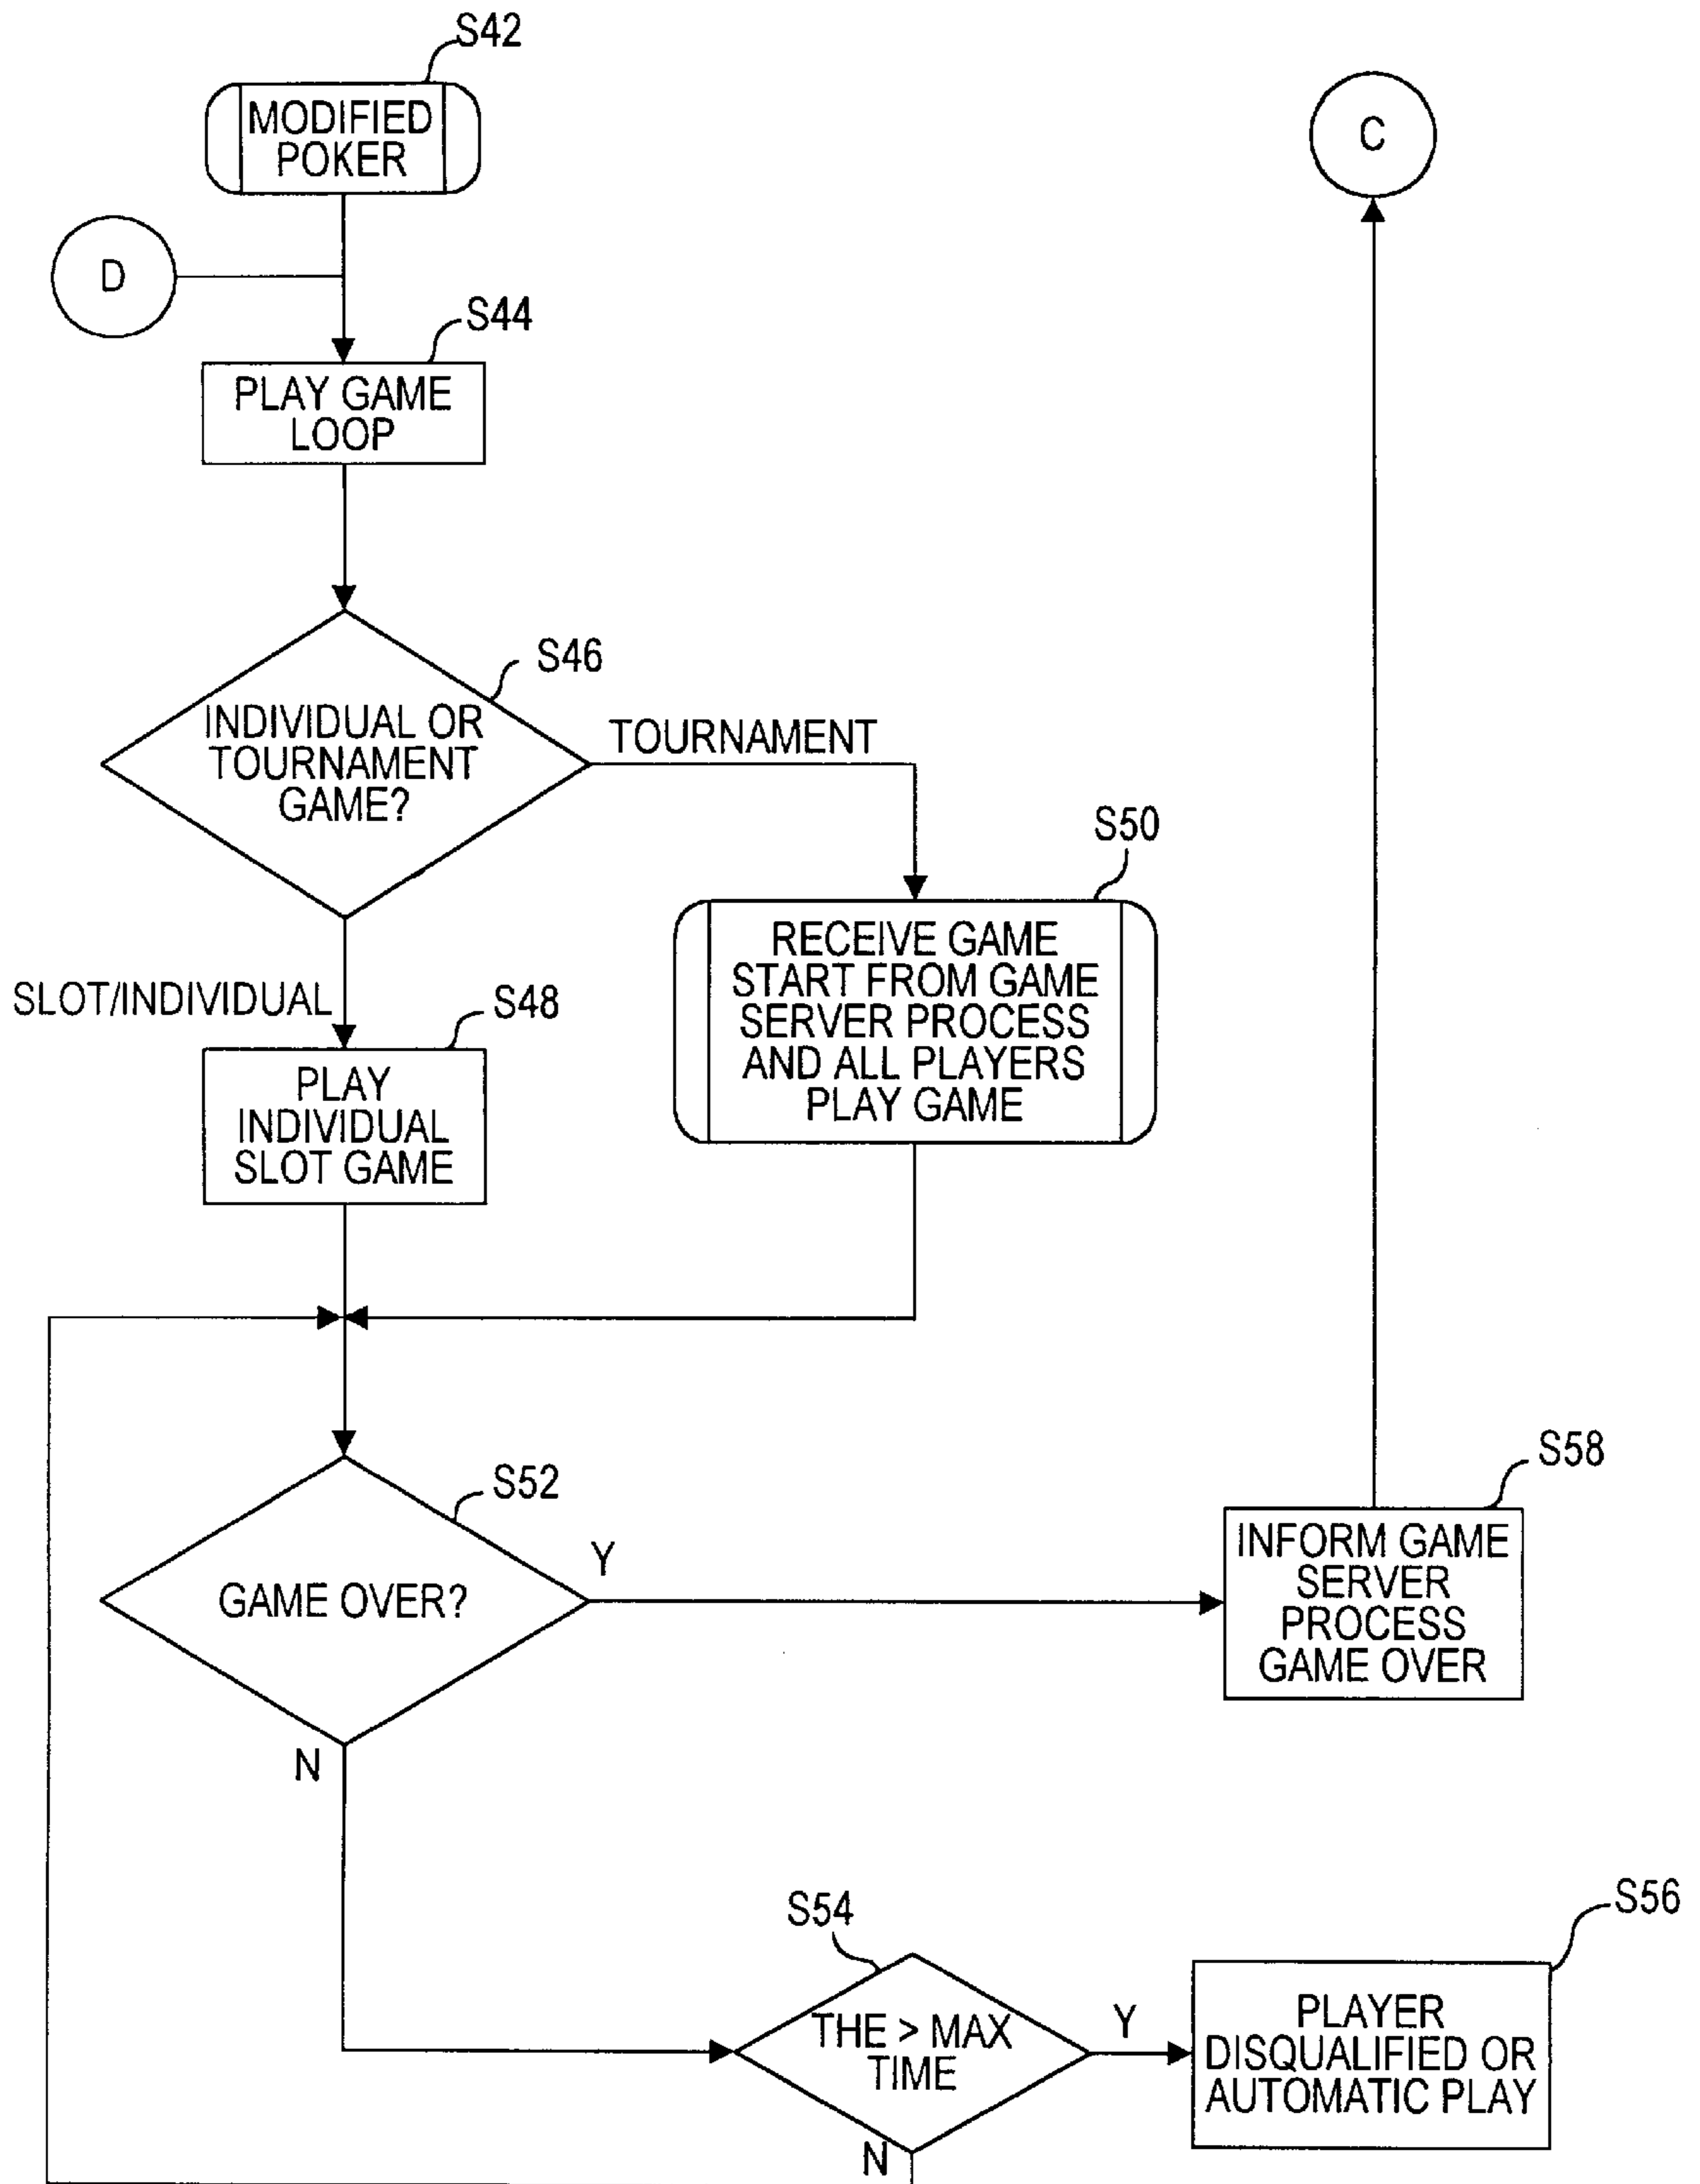 S42
MODIFIED
POKER
C
D
S44
PLAY GAME
LOOP
S46
INDIVIDUAL OR
TOURNAMENT
GAME?
TOURNAMENT
S50
RECEIVE GAME
START FROM GAME
SERVER PROCESS
AND ALL PLAYERS
PLAY GAME
SLOT/INDIVIDUAL
S48
PLAY
INDIVIDUAL
SLOT GAME
S52
GAME OVER?
Y
N
S58
INFORM GAME
SERVER
PROCESS
GAME OVER
S54
THE > MAX
TIME
Y
N
S56
PLAYER
DISQUALIFIED OR
AUTOMATIC PLAY